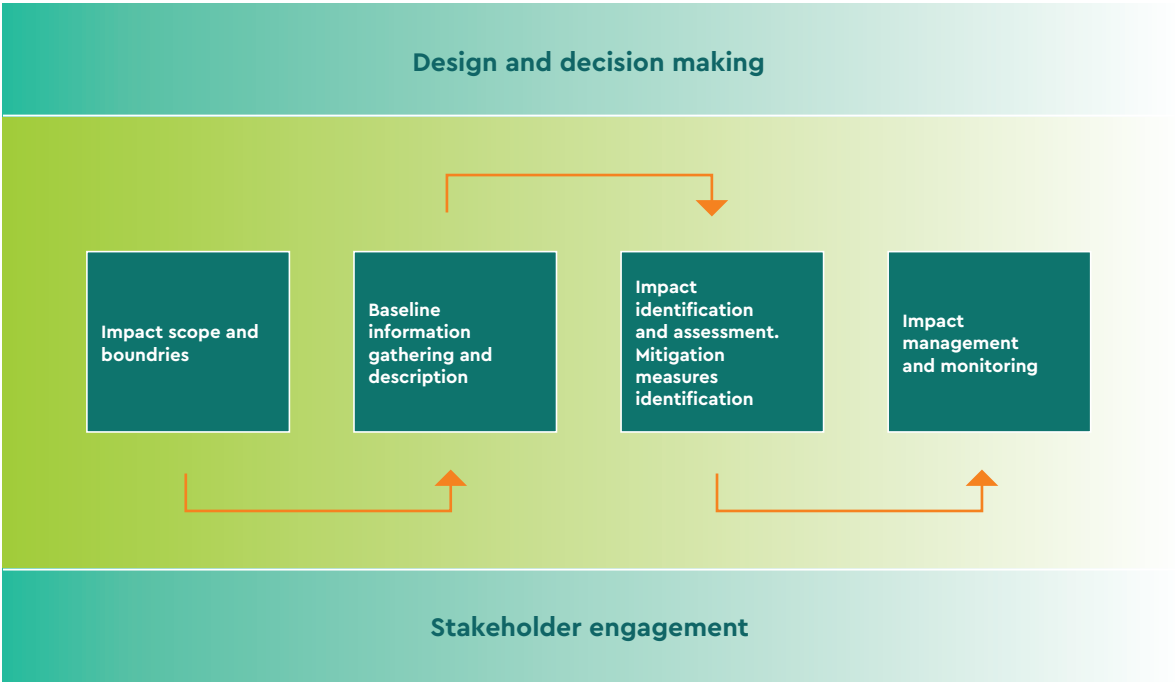 Design and decision making
Impact scope and
boundries
Baseline
information
gathering and
description
Impact
identification
and assessment.
Mitigation
measures
identification
Impact
management
and monitoring
Stakeholder engagement